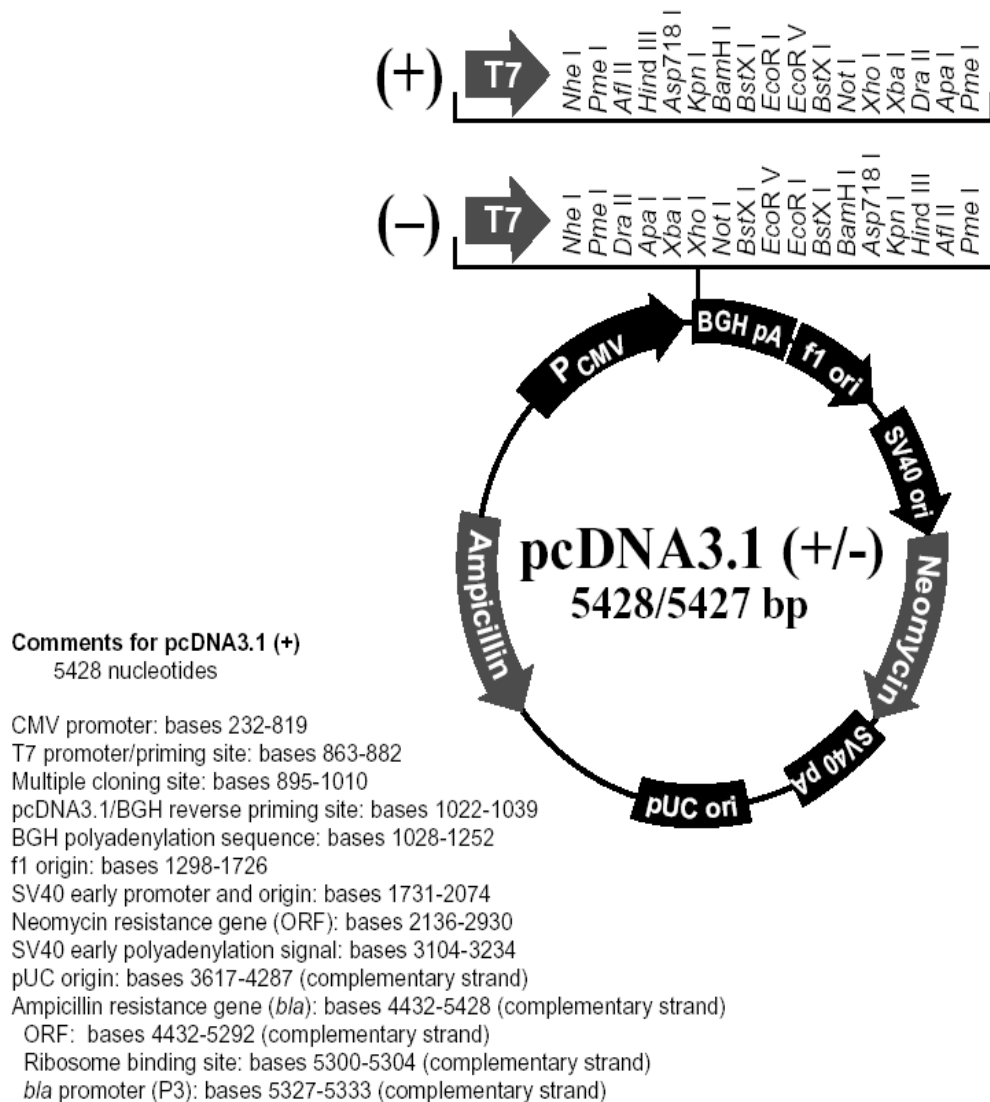 (+)
T7
Nhe I
Pme I
Afl II
Hind III
Asp718 I
Kpn I
BamH I
BstX I
EcoR I
EcoR V
BstX I
Not I
Xho I
Xba I
Dra II
Apa I
Pme I
(−)
T7
Nhe I
Pme I
Dra II
Apa I
Xba I
Xho I
Not I
BstX I
EcoR V
EcoR I
BstX I
BamH I
Asp718 I
Kpn I
Hind III
Afl II
Pme I
P CMV
BGH pA
f1 ori
SV40 ori
Neomycin
SV40 pA
pUC ori
Ampicillin
pcDNA3.1 (+/-)
5428/5427 bp
Comments for pcDNA3.1 (+)
5428 nucleotides
CMV promoter: bases 232-819
T7 promoter/priming site: bases 863-882
Multiple cloning site: bases 895-1010
pcDNA3.1/BGH reverse priming site: bases 1022-1039
BGH polyadenylation sequence: bases 1028-1252
f1 origin: bases 1298-1726
SV40 early promoter and origin: bases 1731-2074
Neomycin resistance gene (ORF): bases 2136-2930
SV40 early polyadenylation signal: bases 3104-3234
pUC origin: bases 3617-4287 (complementary strand)
Ampicillin resistance gene (bla): bases 4432-5428 (complementary strand)
ORF: bases 4432-5292 (complementary strand)
Ribosome binding site: bases 5300-5304 (complementary strand)
bla promoter (P3): bases 5327-5333 (complementary strand)